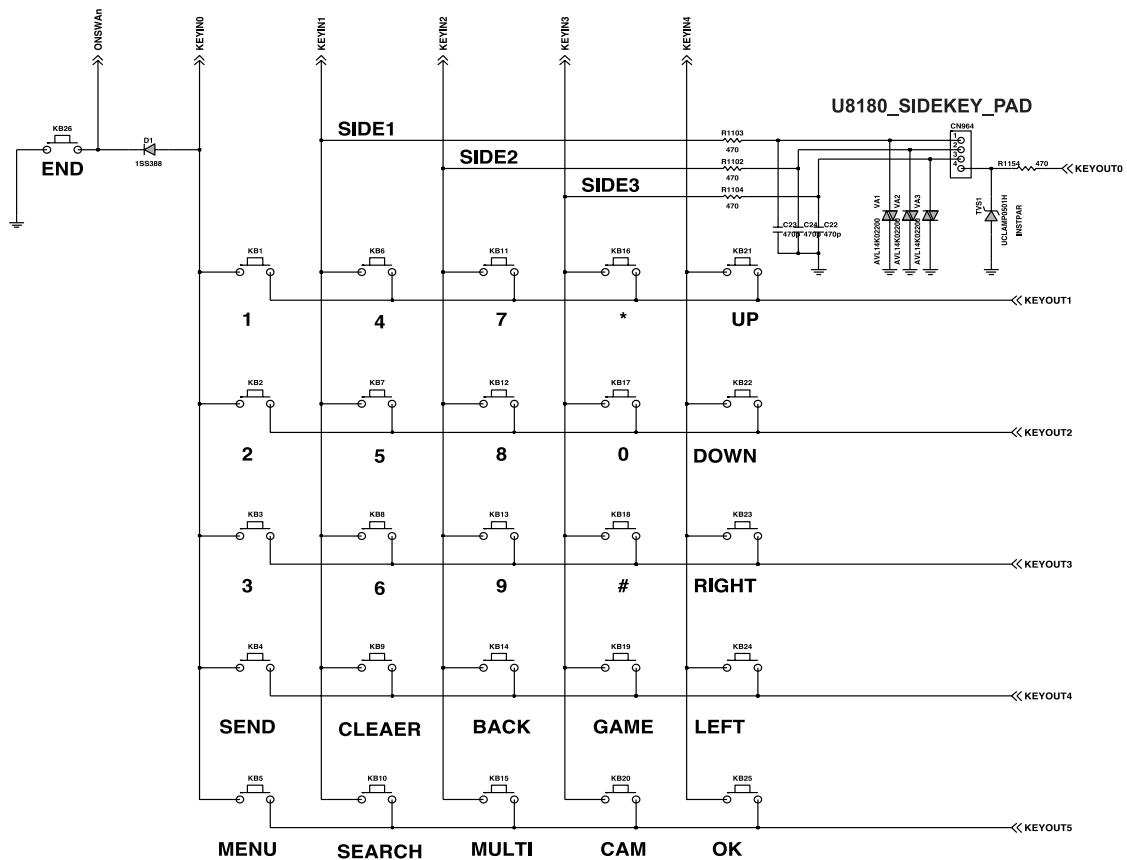 ONSWAn
KEYIN0
KEYIN1
KEYIN2
KEYIN3
KEYIN4
U8180_SIDEKEY_PAD
CN964
KB26
END
D1
1SS388
SIDE1
R1103
470
SIDE2
R1102
470
SIDE3
R1104
470
1
2
3
4
R1154
470
KEYOUT0
C23
470p
C24
470p
C22
470p
VA1
AVL14K02200
VA2
AVL14K02200
VA3
AVL14K02200
TVS1
UCLAMP0501H
INSTPAR
KB1
KB6
KB11
KB16
KB21
KEYOUT1
1
4
7
*
UP
KB2
KB7
KB12
KB17
KB22
KEYOUT2
2
5
8
0
DOWN
KB3
KB8
KB13
KB18
KB23
KEYOUT3
3
6
9
#
RIGHT
KB4
KB9
KB14
KB19
KB24
KEYOUT4
SEND
CLEAER
BACK
GAME
LEFT
KB5
KB10
KB15
KB20
KB25
KEYOUT5
MENU
SEARCH
MULTI
CAM
OK